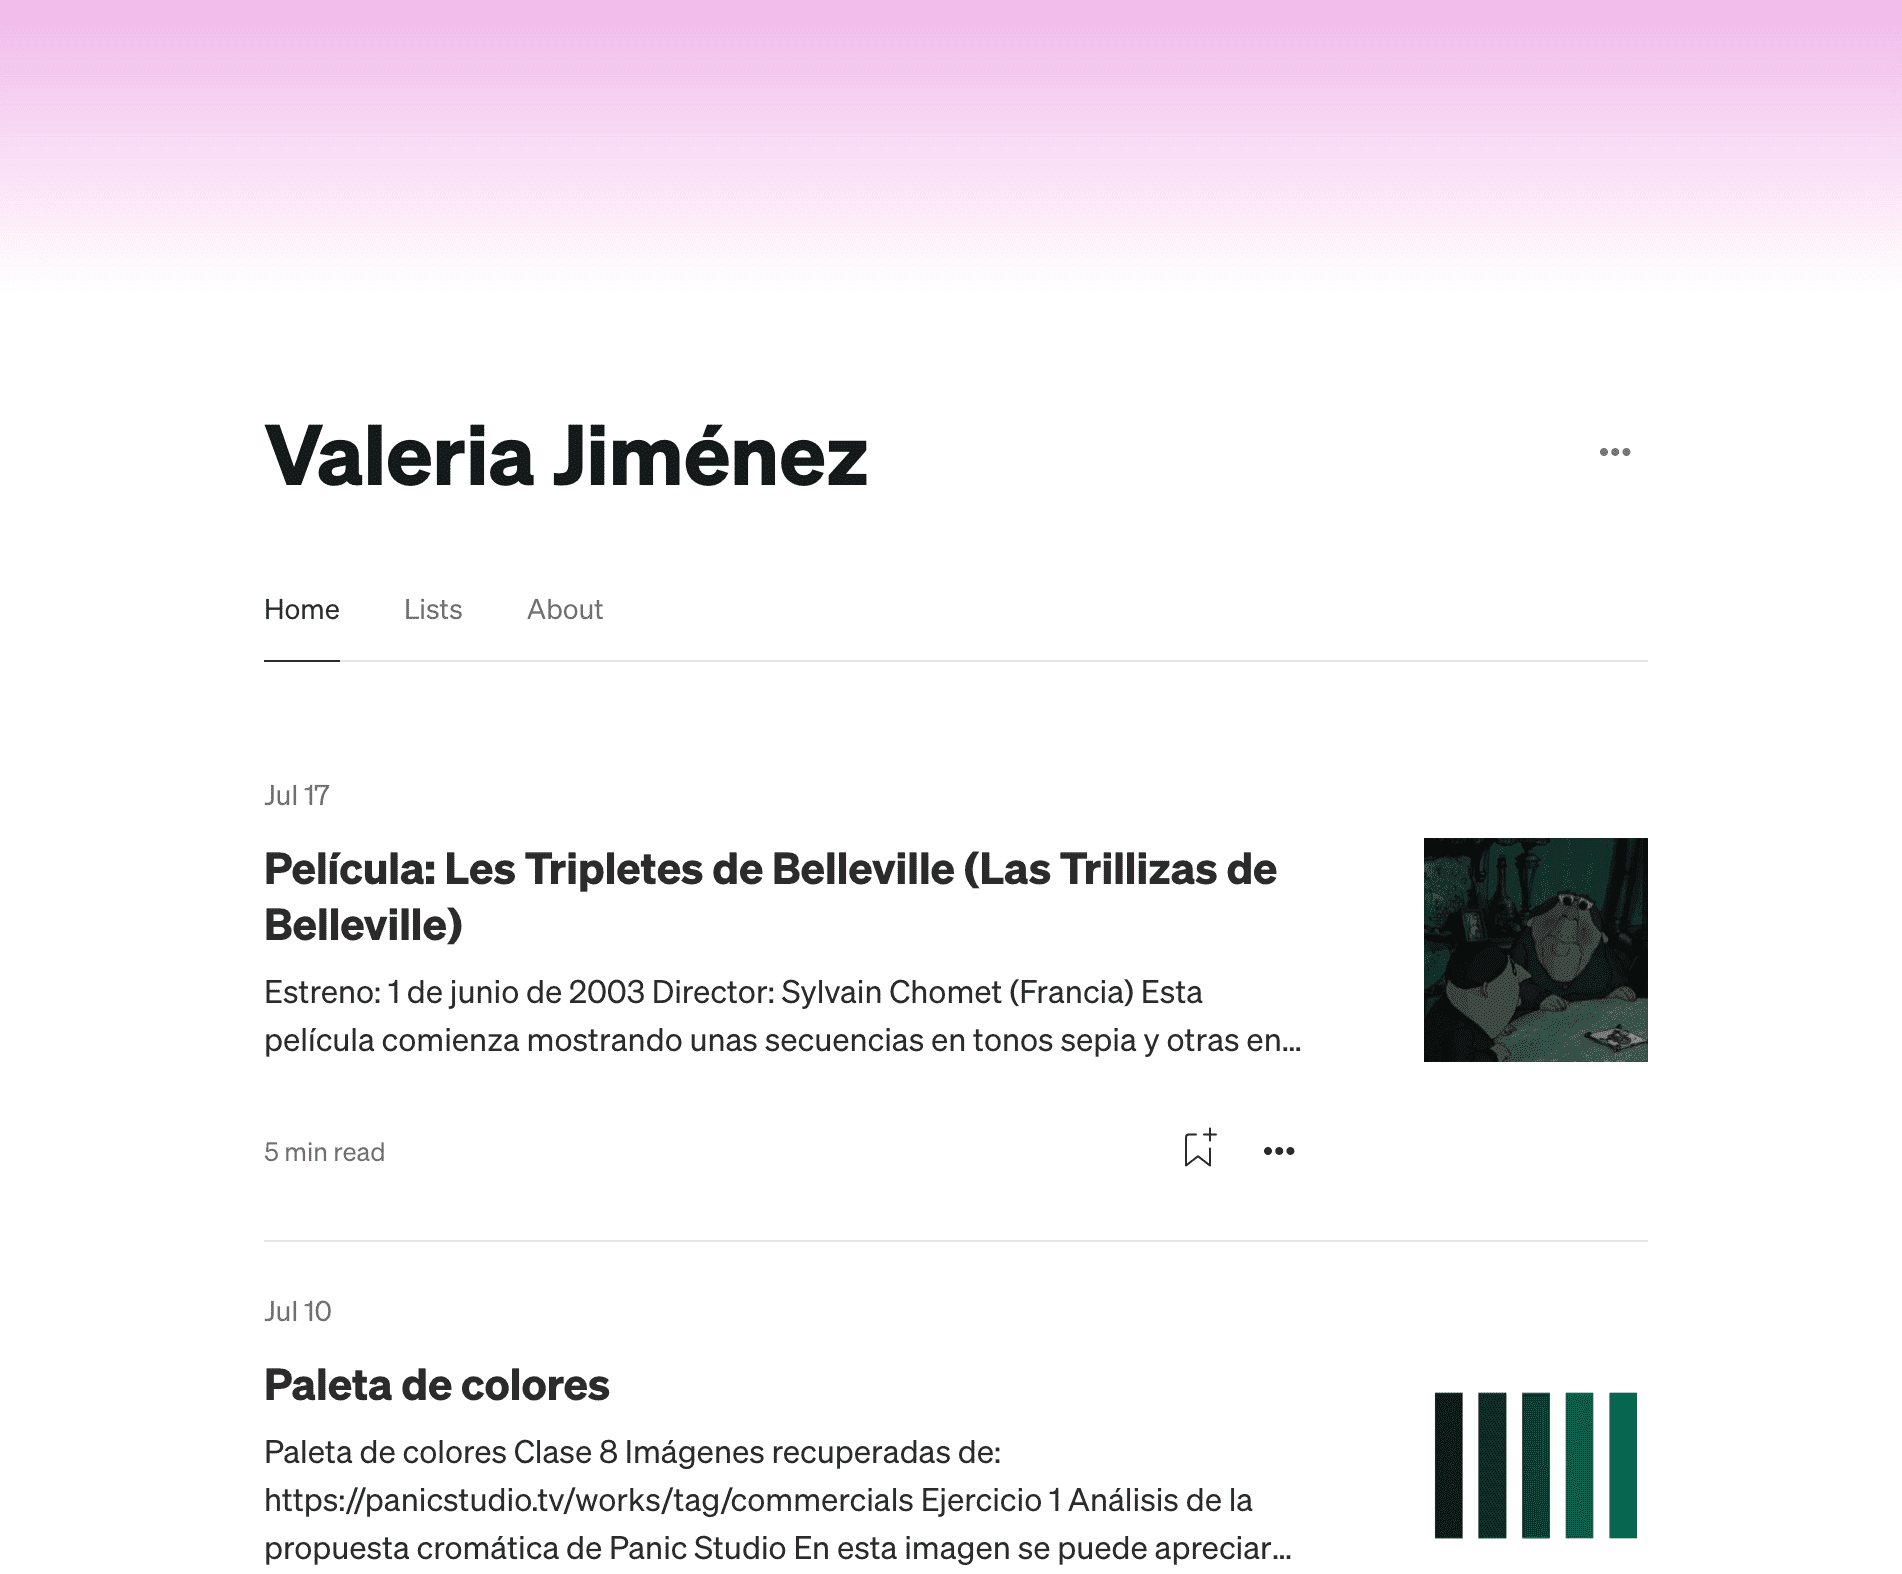 Valeria Jiménez
Home Lists About
Jul 17
Película: Les Tripletes de Belleville (Las Trillizas de
Belleville)
Estreno: 1 de junio de 2003 Director: Sylvain Chomet (Francia) Esta
película comienza mostrando unas secuencias en tonos sepia y otras en...
5 min read
Jul 10
Paleta de colores
Paleta de colores Clase 8 Imágenes recuperadas de:
https://panicstudio.tv/works/tag/commercials Ejercicio 1 Análisis de la
propuesta cromática de Panic Studio En esta imagen se puede apreciar...